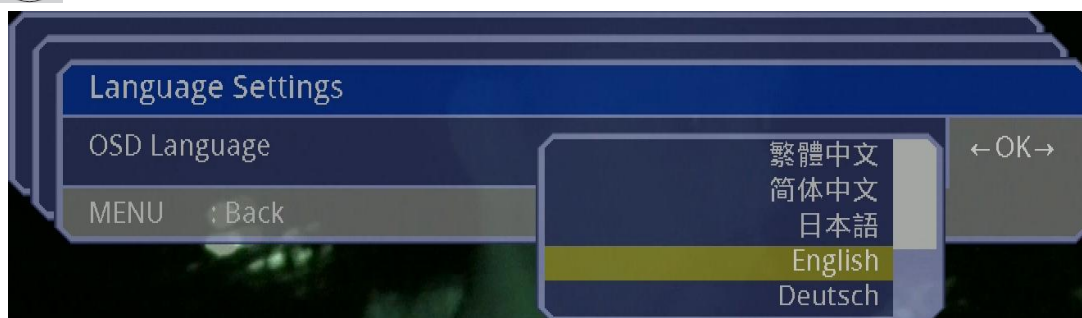 Language Settings
OSD Language
←OK→
繁體中文
简体中文
日本語
English
Deutsch
MENU : Back